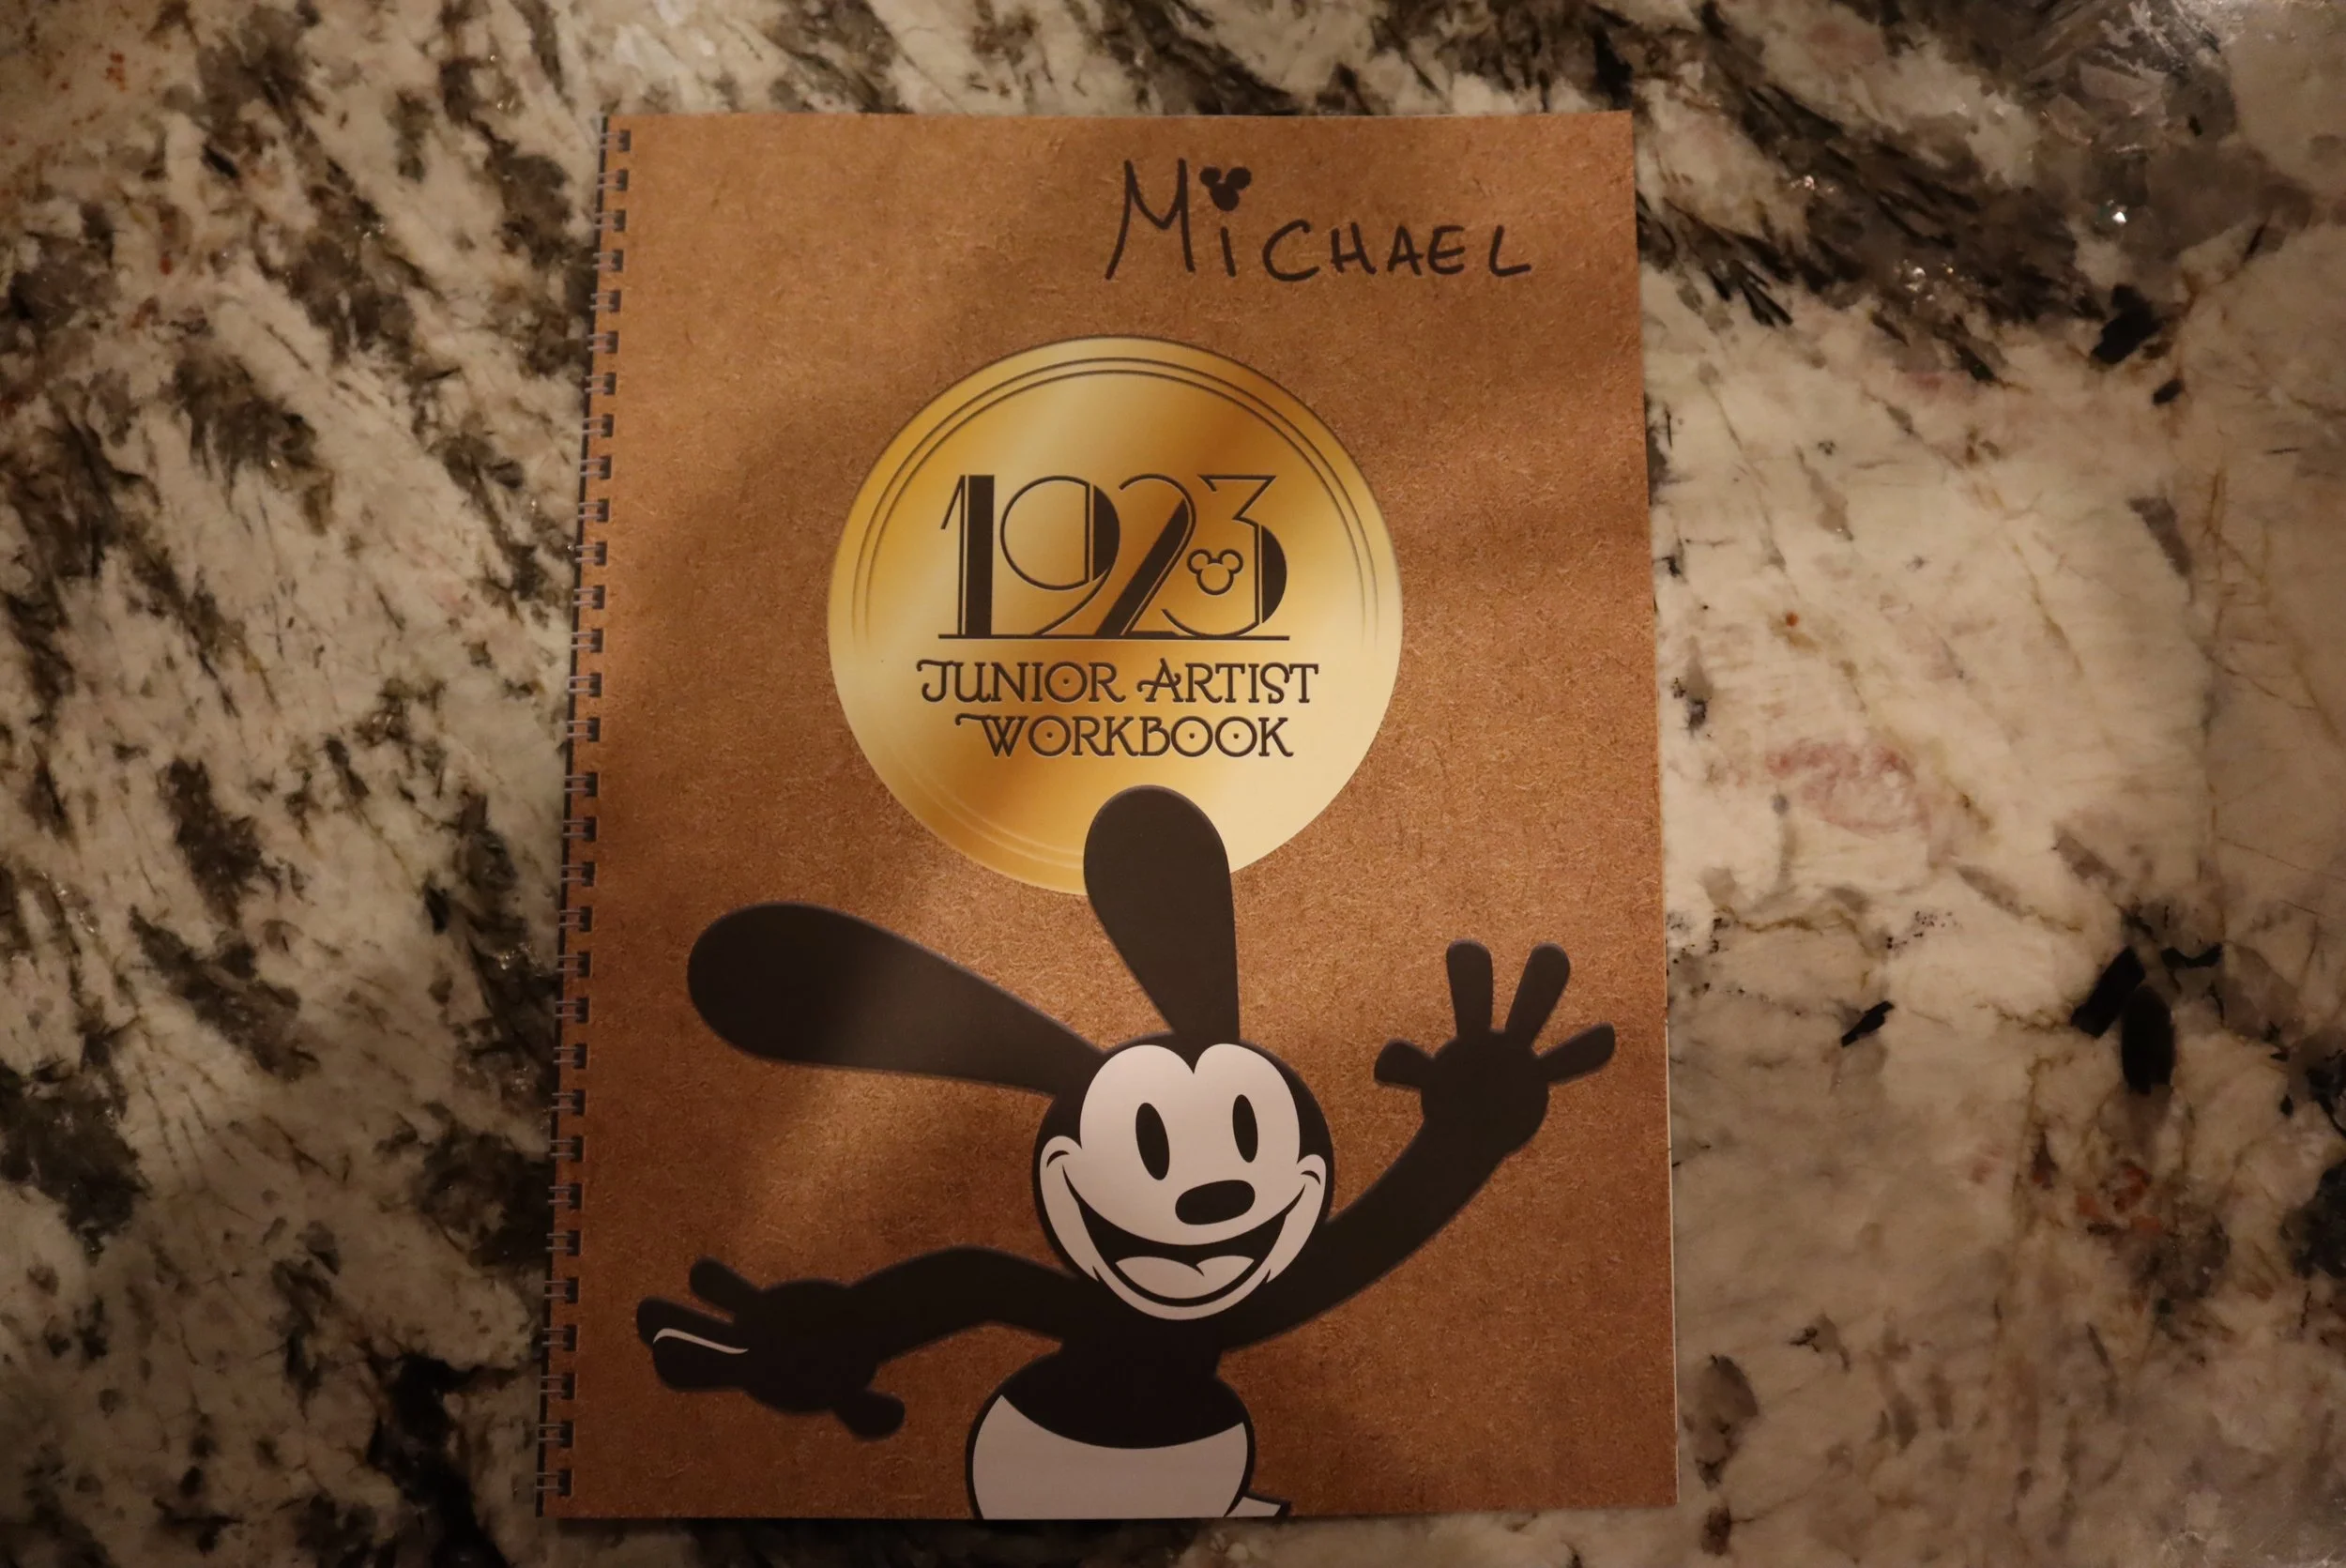 MiCHAEL
1923
JUNIOR ARTIST
WORKBOOK